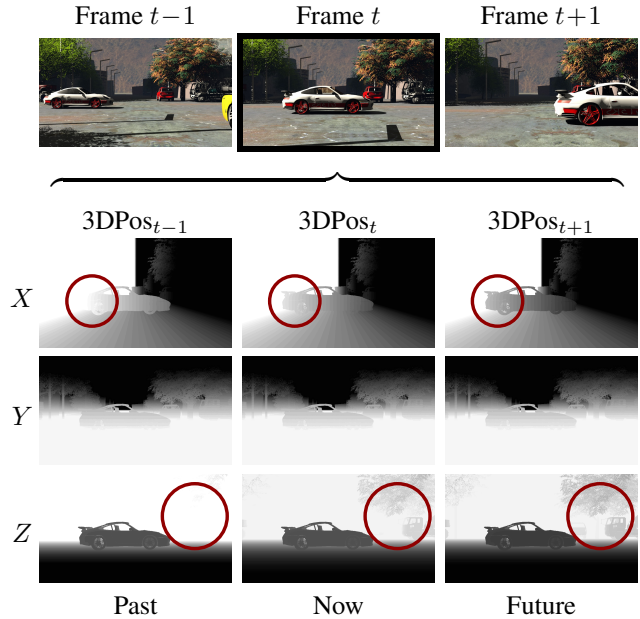 Frame t−1 Frame t Frame t+1
3DPos_{t−1} 3DPos_t 3DPos_{t+1}
X
Y
Z
Past Now Future